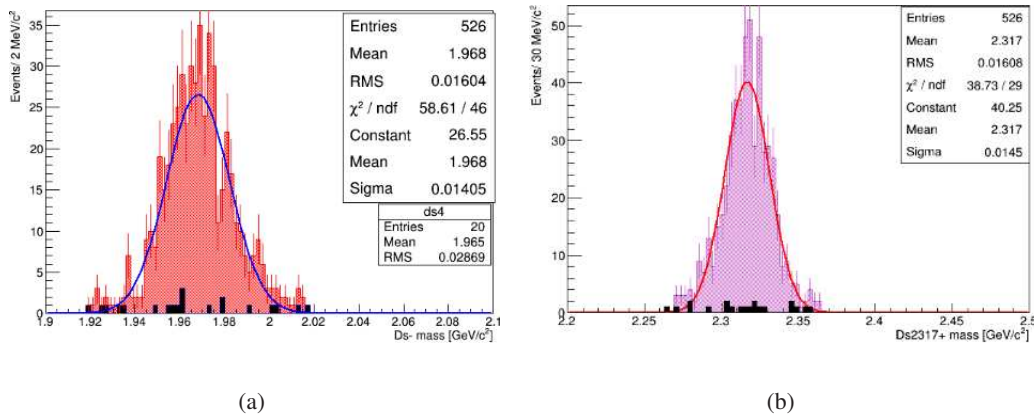 Events/ 2 MeV/c²
35
30
25
20
15
10
5
0
1.9 1.92 1.94 1.96 1.98 2 2.02 2.04 2.06 2.08 2.1
Ds- mass [GeV/c²]
Entries 526
Mean 1.968
RMS 0.01604
χ² / ndf 58.61 / 46
Constant 26.55
Mean 1.968
Sigma 0.01405
ds4
Entries 20
Mean 1.965
RMS 0.02869
(a)
Events/ 30 MeV/c²
50
40
30
20
10
0
2.2 2.25 2.3 2.35 2.4 2.45 2.5
Ds2317+ mass [GeV/c²]
Entries 526
Mean 2.317
RMS 0.01608
χ² / ndf 38.73 / 29
Constant 40.25
Mean 2.317
Sigma 0.0145
(b)